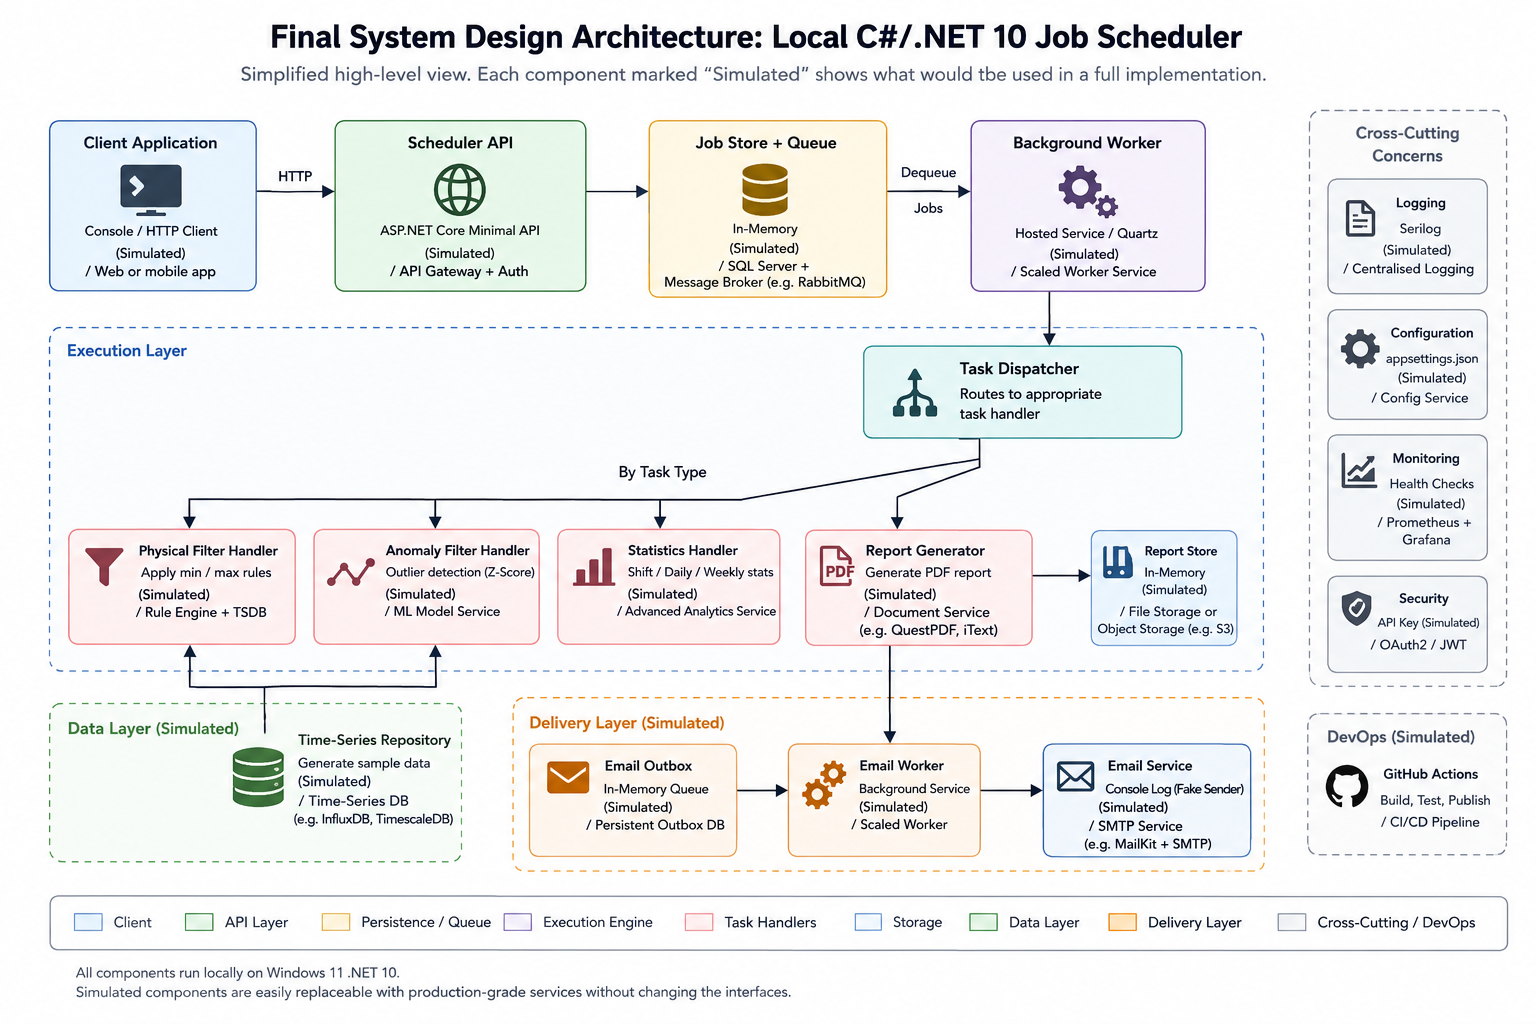 Final System Design Architecture: Local C#/.NET 10 Job Scheduler
Simplified high-level view. Each component marked “Simulated” shows what would tbe used in a full implementation.
Client Application
Console / HTTP Client
(Simulated)
/ Web or mobile app
HTTP
Scheduler API
ASP.NET Core Minimal API
(Simulated)
/ API Gateway + Auth
Job Store + Queue
In-Memory
(Simulated)
/ SQL Server +
Message Broker (e.g. RabbitMQ)
Dequeue
Jobs
Background Worker
Hosted Service / Quartz
(Simulated)
/ Scaled Worker Service
Cross-Cutting
Concerns
Logging
Serilog
(Simulated)
/ Centralised Logging
Configuration
appsettings.json
(Simulated)
/ Config Service
Monitoring
Health Checks
(Simulated)
/ Prometheus +
Grafana
Security
API Key (Simulated)
/ OAuth2 / JWT
Execution Layer
Task Dispatcher
Routes to appropriate
task handler
By Task Type
Physical Filter Handler
Apply min / max rules
(Simulated)
/ Rule Engine + TSDB
Anomaly Filter Handler
Outlier detection (Z-Score)
(Simulated)
/ ML Model Service
Statistics Handler
Shift / Daily / Weekly stats
(Simulated)
/ Advanced Analytics Service
PDF
Report Generator
Generate PDF report
(Simulated)
/ Document Service
(e.g. QuestPDF, iText)
Report Store
In-Memory
(Simulated)
/ File Storage or
Object Storage (e.g. S3)
Data Layer (Simulated)
Time-Series Repository
Generate sample data
(Simulated)
/ Time-Series DB
(e.g. InfluxDB, TimescaleDB)
Delivery Layer (Simulated)
Email Outbox
In-Memory Queue
(Simulated)
/ Persistent Outbox DB
Email Worker
Background Service
(Simulated)
/ Scaled Worker
Email Service
Console Log (Fake Sender)
(Simulated)
/ SMTP Service
(e.g. MailKit + SMTP)
DevOps (Simulated)
GitHub Actions
Build, Test, Publish
/ CI/CD Pipeline
Client
API Layer
Persistence / Queue
Execution Engine
Task Handlers
Storage
Data Layer
Delivery Layer
Cross-Cutting / DevOps
All components run locally on Windows 11 .NET 10.
Simulated components are easily replaceable with production-grade services without changing the interfaces.